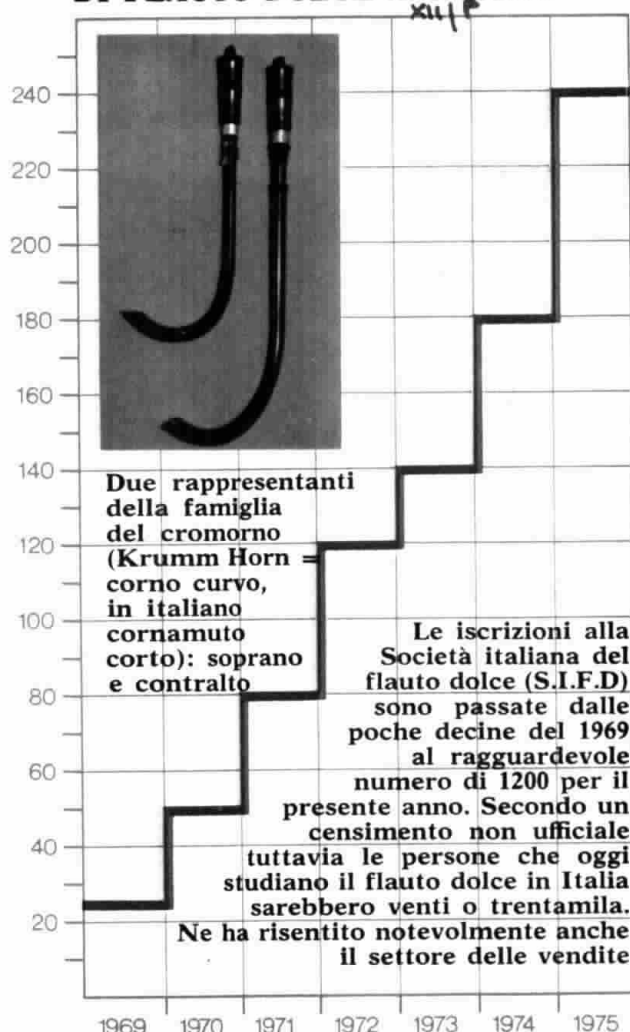 XII/P
240
220
200
180
160
140
120
100
80
60
40
20
Due rappresentanti
della famiglia
del cromorno
(Krumm Horn =
corno curvo,
in italiano
cornamuto
corto): soprano
e contralto
Le iscrizioni alla
Società italiana del
flauto dolce (S.I.F.D)
sono passate dalle
poche decine del 1969
al ragguardevole
numero di 1200 per il
presente anno. Secondo un
censimento non ufficiale
tuttavia le persone che oggi
studiano il flauto dolce in Italia
sarebbero venti o trentamila.
Ne ha risentito notevolmente anche
il settore delle vendite
1969 1970 1971 1972 1973 1974 1975